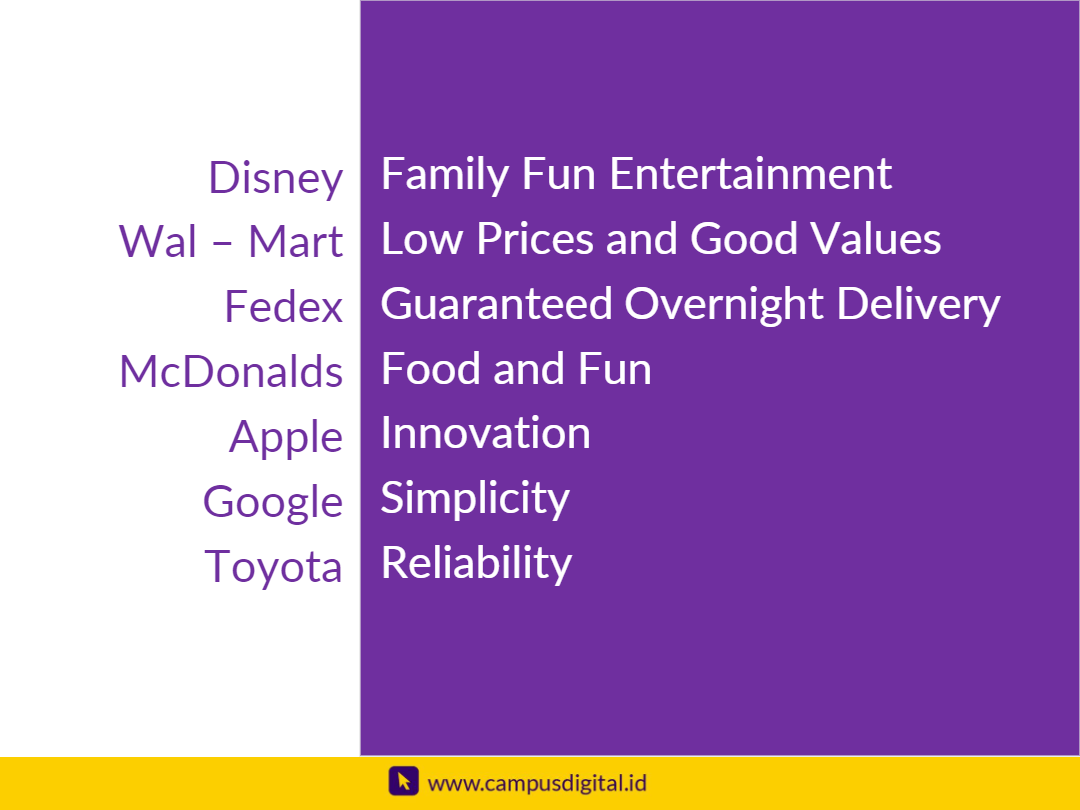 Disney Family Fun Entertainment
Wal – Mart Low Prices and Good Values
Fedex Guaranteed Overnight Delivery
McDonalds Food and Fun
Apple Innovation
Google Simplicity
Toyota Reliability
www.campusdigital.id